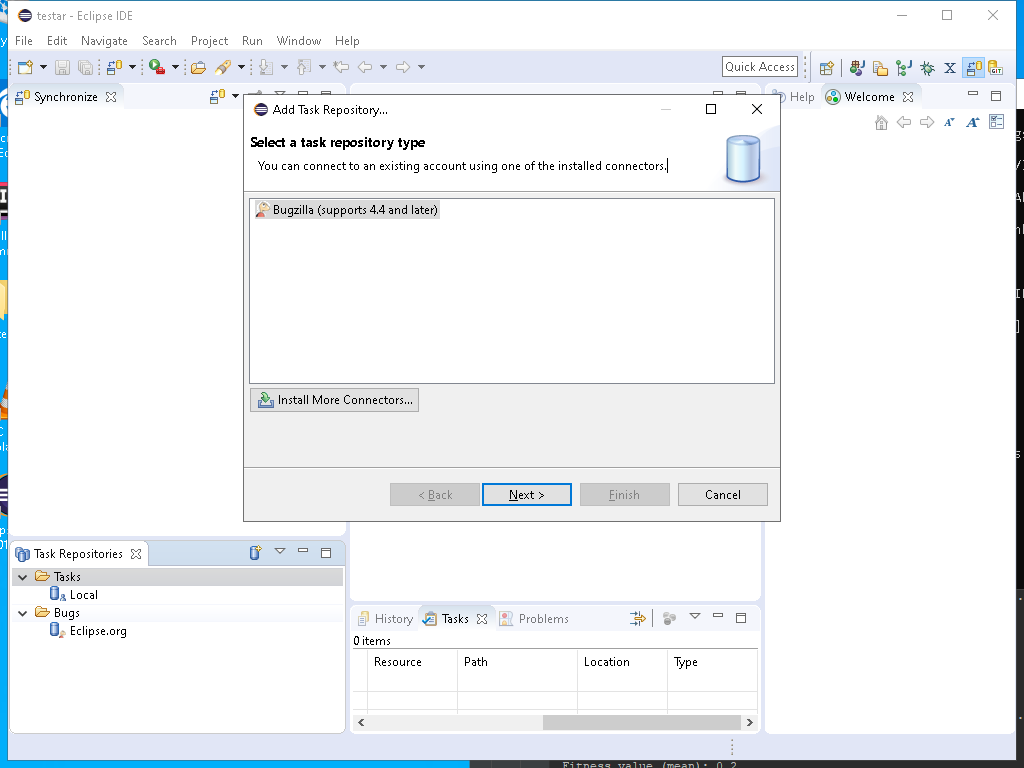 testar - Eclipse IDE
File Edit Navigate Search Project Run Window Help
Quick Access
Synchronize
Help
Welcome
Add Task Repository...
Select a task repository type
You can connect to an existing account using one of the installed connectors.
Bugzilla (supports 4.4 and later)
Install More Connectors...
< Back
Next >
Finish
Cancel
Task Repositories
Tasks
Local
Bugs
Eclipse.org
History
Tasks
Problems
0 items
Resource Path Location Type
Fitness value (mean): 0.2